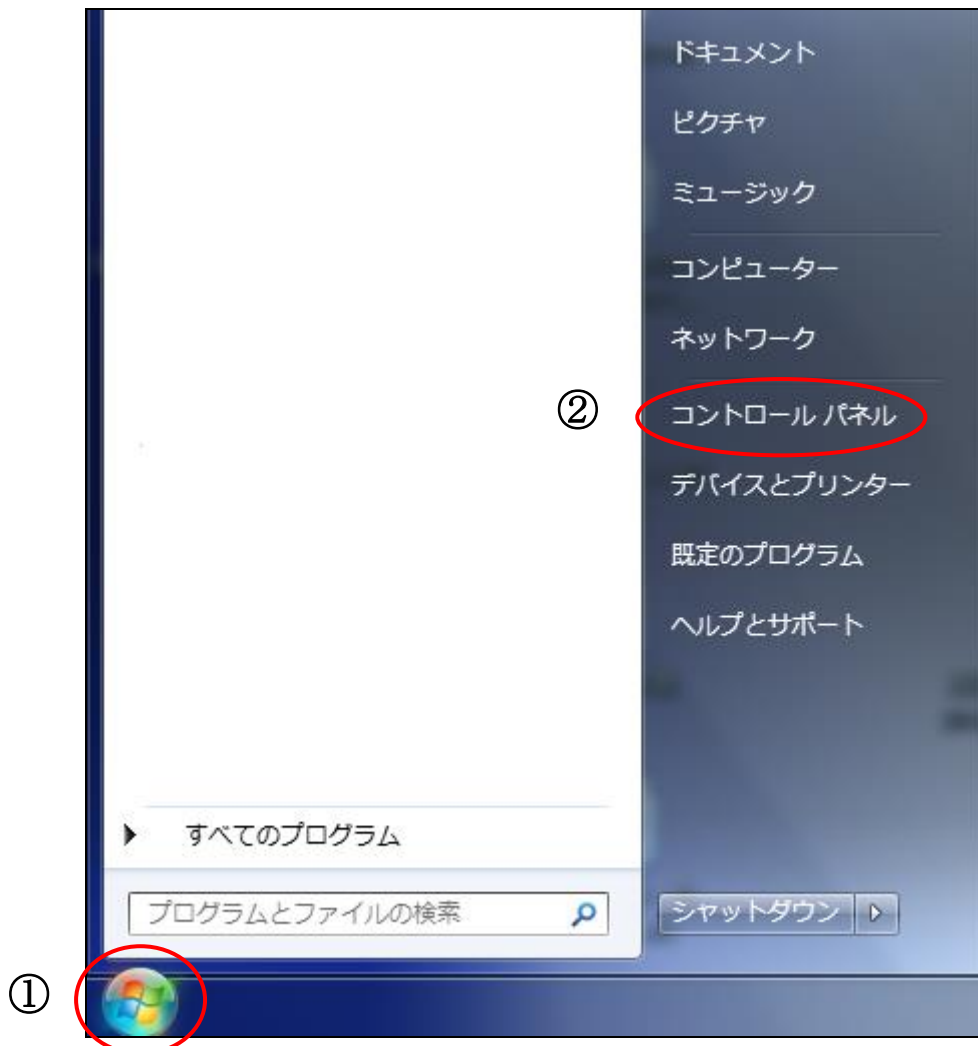 ドキュメント
ピクチャ
ミュージック
コンピューター
ネットワーク
② コントロール パネル
デバイスとプリンター
既定のプログラム
ヘルプとサポート
すべてのプログラム
プログラムとファイルの検索 シャットダウン
①